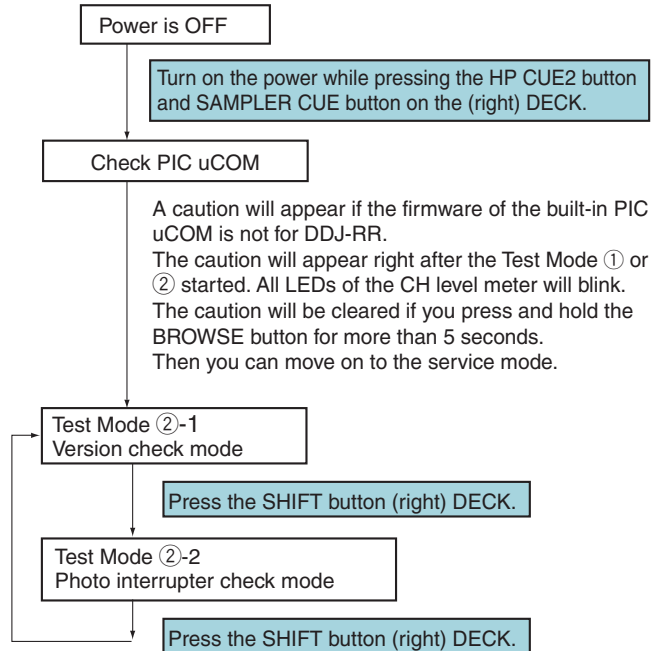 Power is OFF
Turn on the power while pressing the HP CUE2 button
and SAMPLER CUE button on the (right) DECK.
Check PIC uCOM
A caution will appear if the firmware of the built-in PIC
uCOM is not for DDJ-RR.
The caution will appear right after the Test Mode ① or
② started. All LEDs of the CH level meter will blink.
The caution will be cleared if you press and hold the
BROWSE button for more than 5 seconds.
Then you can move on to the service mode.
Test Mode ②-1
Version check mode
Press the SHIFT button (right) DECK.
Test Mode ②-2
Photo interrupter check mode
Press the SHIFT button (right) DECK.